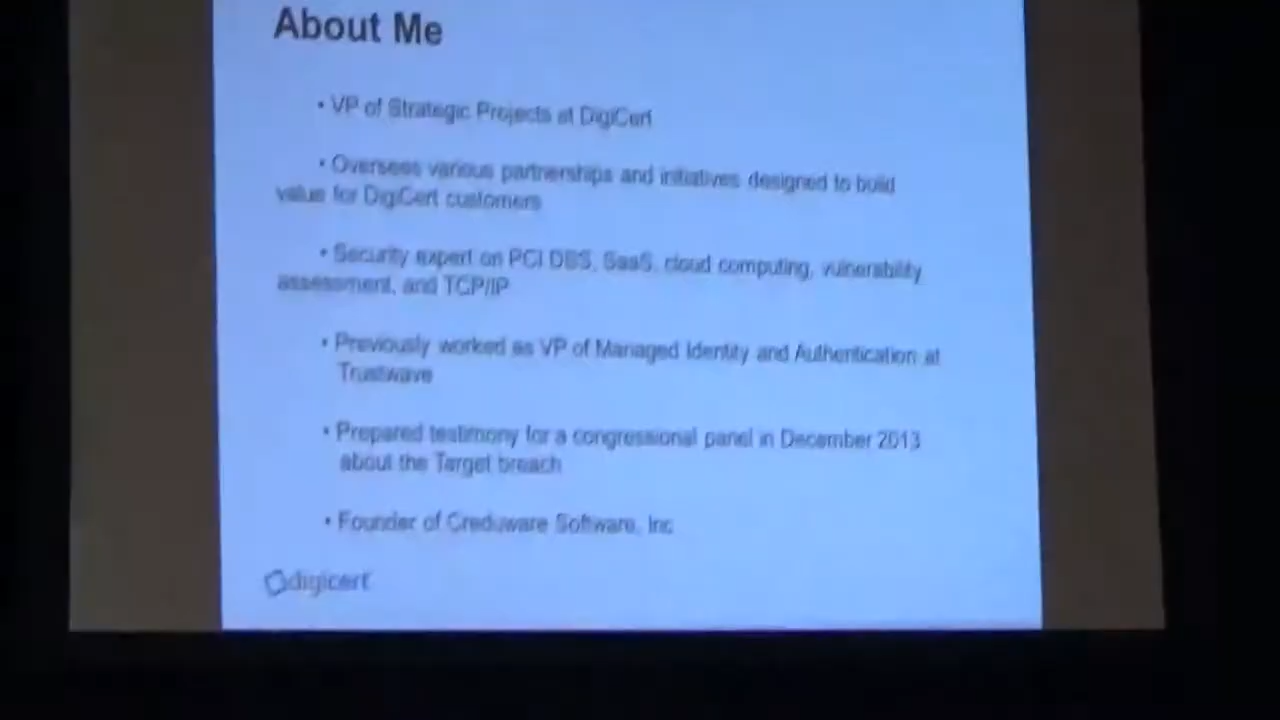 About Me
• VP of Strategic Projects at DigiCert
• Oversees various partnerships and initiatives designed to build
value for DigiCert customers
• Security expert on PCI DSS, SaaS, cloud computing, vulnerability
assessment, and TCP/IP
• Previously worked as VP of Managed Identity and Authentication at
Trustwave
• Prepared testimony for a congressional panel in December 2013
about the Target breach
• Founder of Creduware Software, Inc
digicert